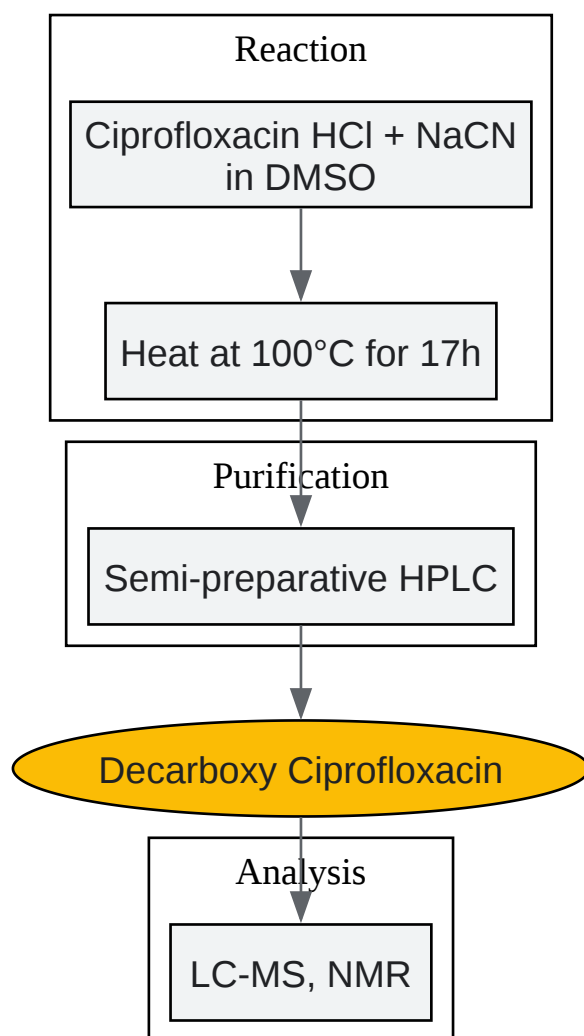 Reaction
Ciprofloxacin HCl + NaCN
in DMSO
Heat at 100°C for 17h
Purification
Semi-preparative HPLC
Decarboxy Ciprofloxacin
Analysis
LC-MS, NMR